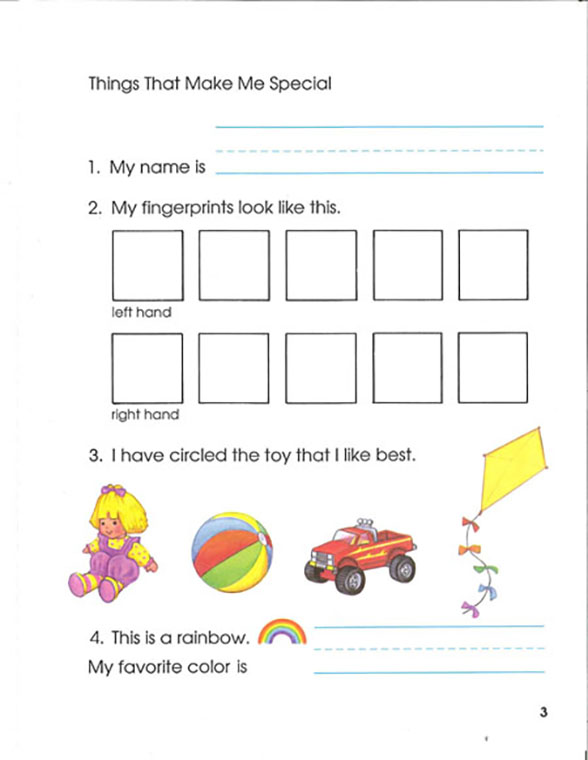 Things That Make Me Special
1. My name is
2. My fingerprints look like this.
left hand
right hand
3. I have circled the toy that I like best.
4. This is a rainbow.
My favorite color is
3